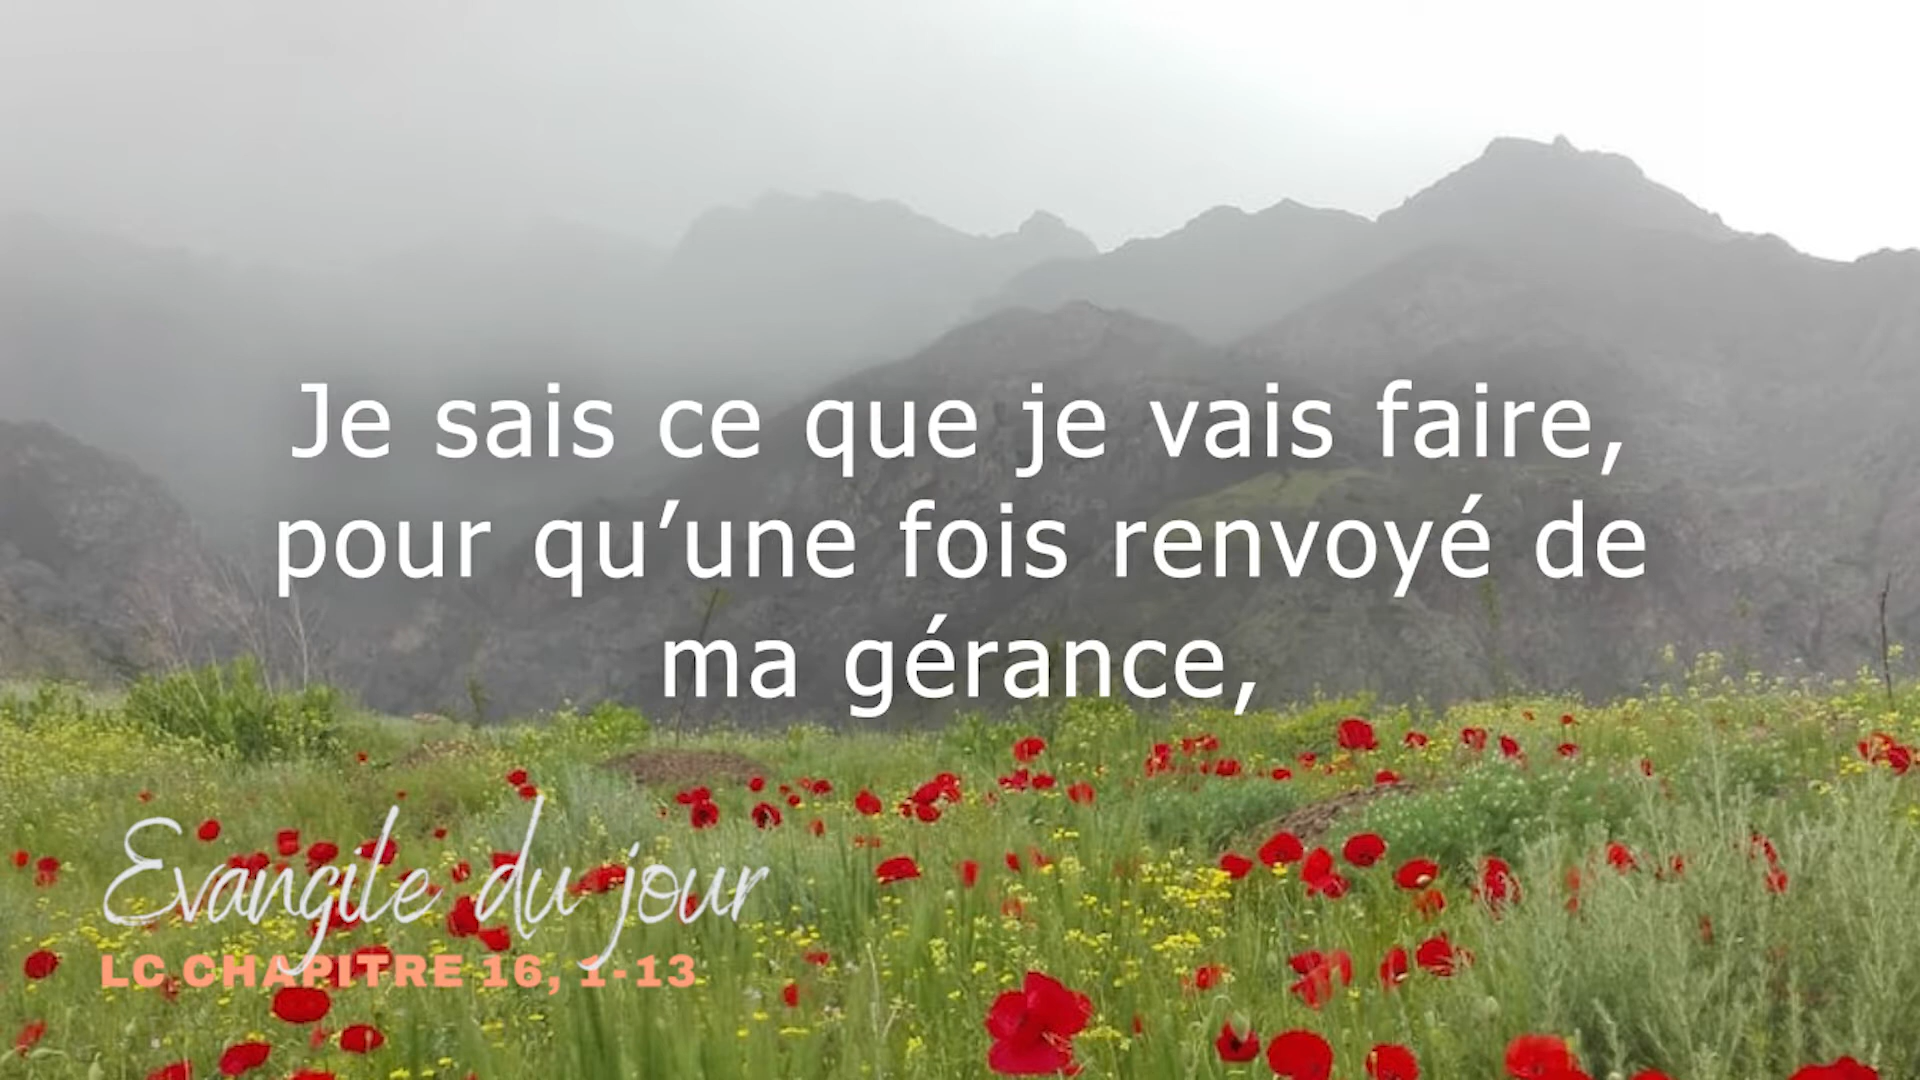 Je sais ce que je vais faire,
pour qu’une fois renvoyé de
ma gérance,
Evangile du jour
LC CHAPITRE 16, 1-13